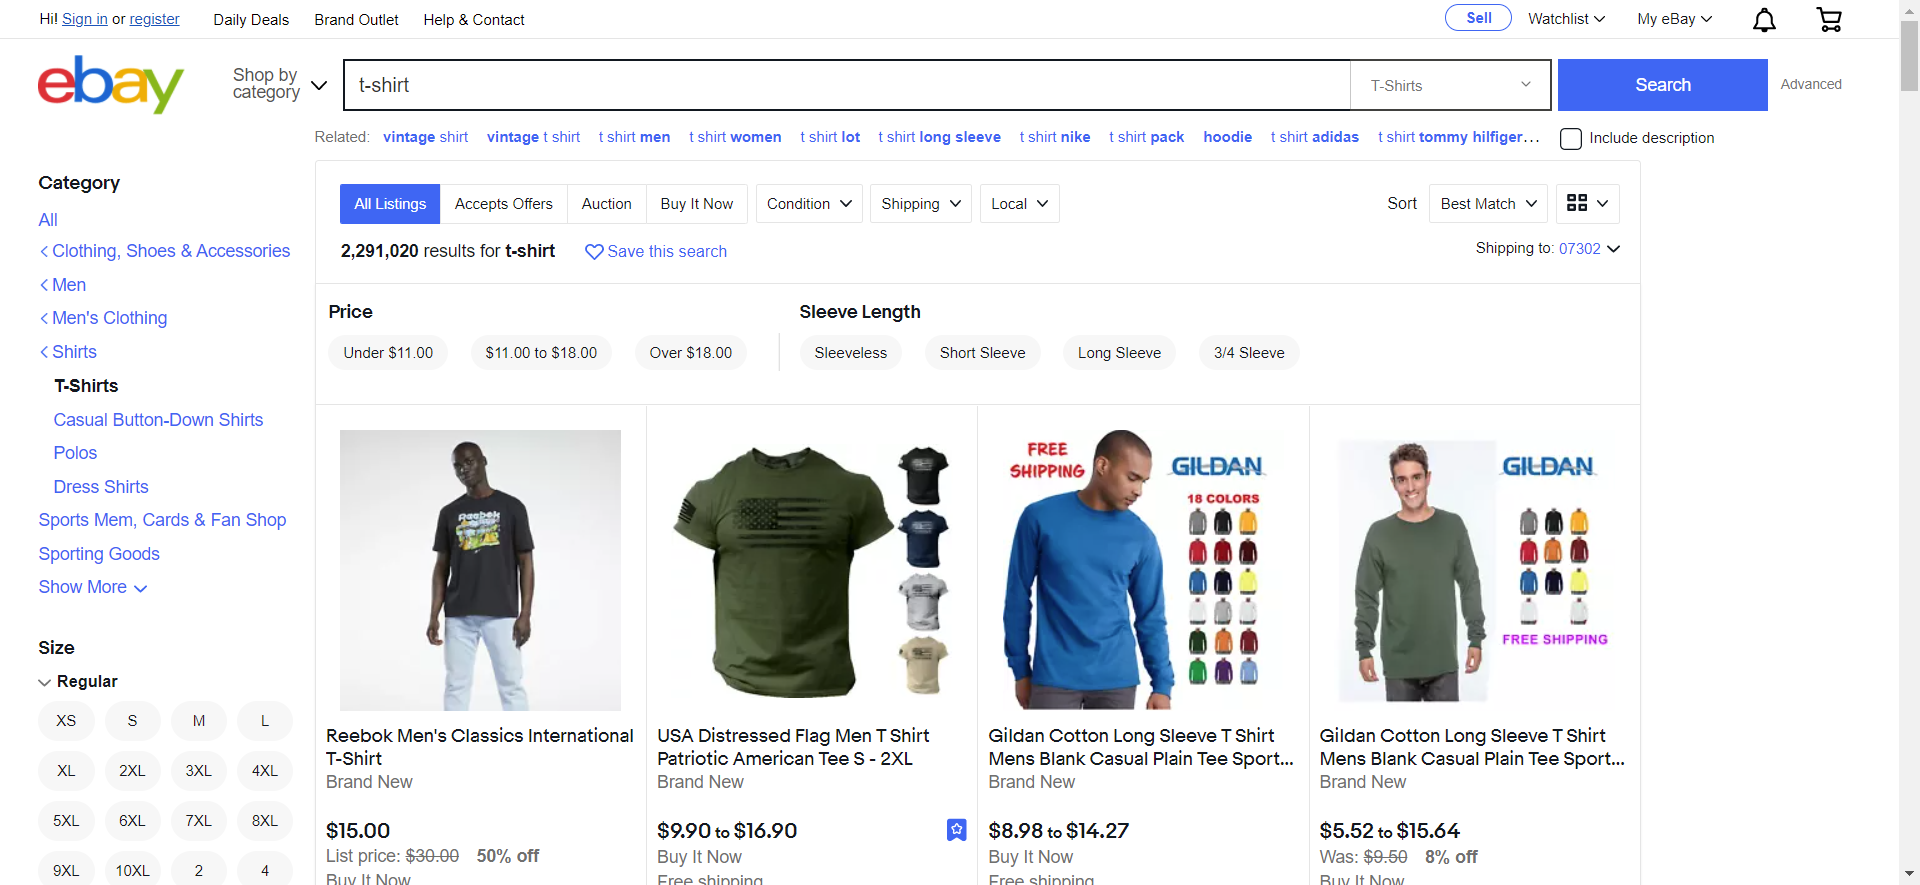 Hi! Sign in or register
Daily Deals
Brand Outlet
Help & Contact
Sell
Watchlist
My eBay
ebay
Shop by
category
t-shirt
T-Shirts
Search
Advanced
Related: vintage shirt vintage t shirt t shirt men t shirt women t shirt lot t shirt long sleeve t shirt nike t shirt pack hoodie t shirt adidas t shirt tommy hilfiger...
Include description
Category
All
Clothing, Shoes & Accessories
Men
Men's Clothing
Shirts
T-Shirts
Casual Button-Down Shirts
Polos
Dress Shirts
Sports Mem, Cards & Fan Shop
Sporting Goods
Show More
Size
Regular
XS S M L
XL 2XL 3XL 4XL
5XL 6XL 7XL 8XL
9XL 10XL 2 4
All Listings
Accepts Offers
Auction
Buy It Now
Condition
Shipping
Local
Sort
Best Match
2,291,020 results for t-shirt
Save this search
Shipping to: 07302
Price
Under $11.00
$11.00 to $18.00
Over $18.00
Sleeve Length
Sleeveless
Short Sleeve
Long Sleeve
3/4 Sleeve
Reebok
Reebok Men's Classics International
T-Shirt
Brand New
$15.00
List price: $30.00 50% off
Buy It Now
USA Distressed Flag Men T Shirt
Patriotic American Tee S - 2XL
Brand New
$9.90 to $16.90
Buy It Now
Free shipping
FREE
SHIPPING
GILDAN
18 COLORS
Gildan Cotton Long Sleeve T Shirt
Mens Blank Casual Plain Tee Sport...
Brand New
$8.98 to $14.27
Buy It Now
Free shipping
GILDAN
FREE SHIPPING
Gildan Cotton Long Sleeve T Shirt
Mens Blank Casual Plain Tee Sport...
Brand New
$5.52 to $15.64
Was: $9.50 8% off
Buy It Now